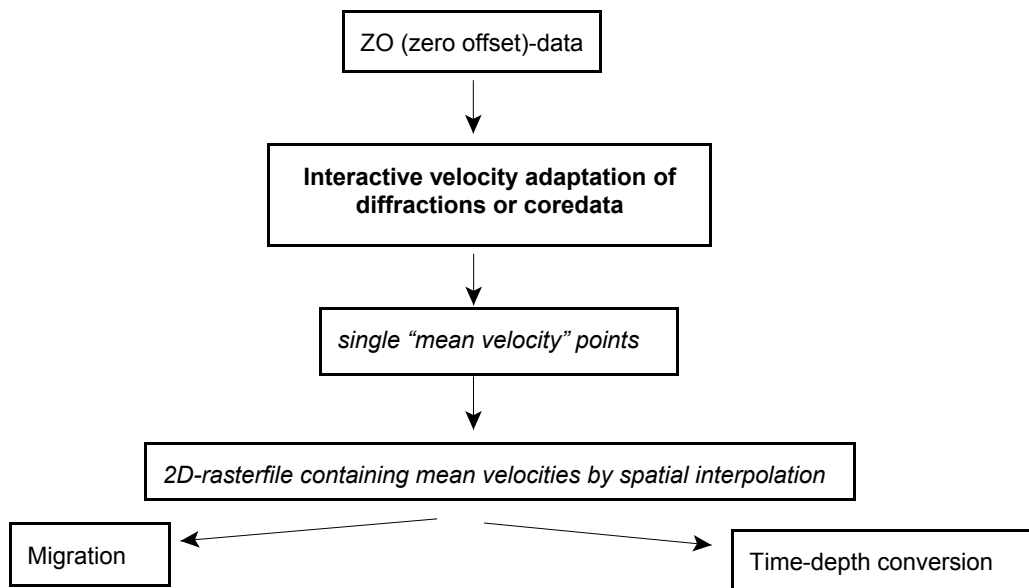 ZO (zero offset)-data
Interactive velocity adaptation of
diffractions or coredata
single “mean velocity” points
2D-rasterfile containing mean velocities by spatial interpolation
Migration
Time-depth conversion